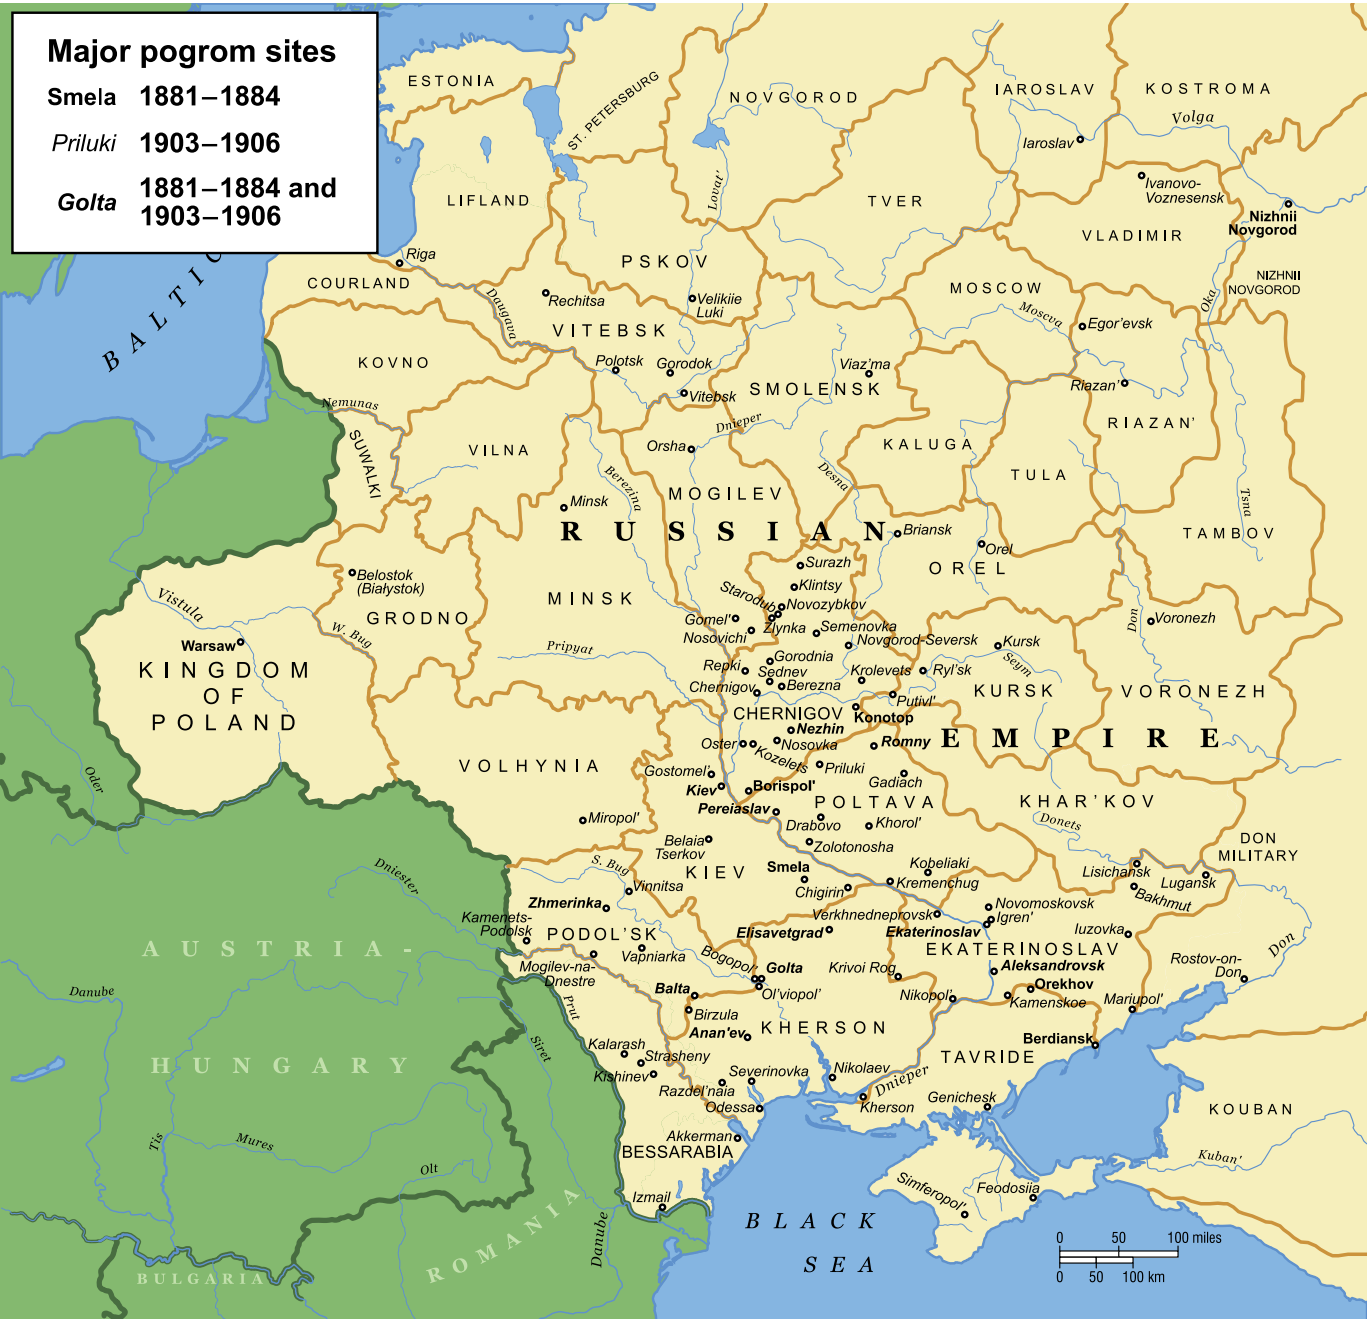 Major pogrom sites
Smela 1881–1884
Priluki 1903–1906
Golta 1881–1884 and
1903–1906
BALTIC
ESTONIA
ST. PETERSBURG
NOVGOROD
IAROSLAV
KOSTROMA
Volga
Iaroslav
LIFLAND
Lovat'
TVER
Ivanovo-
Voznesensk
Nizhnii
Novgorod
VLADIMIR
Riga
PSKOV
COURLAND
Rechitsa
Velikiie
Luki
MOSCOW
NIZHNII
NOVGOROD
Oka
Daugava
VITEBSK
Moscva
Egor'evsk
KOVNO
Polotsk
Gorodok
Viaz'ma
SMOLENSK
Riazan'
Vitebsk
Nemunas
Dnieper
RIAZAN'
SUWALKI
VILNA
Orsha
KALUGA
TULA
Desna
Berezina
MOGILEV
Minsk
Tsna
RUSSIAN
Briansk
TAMBOV
Orel
OREL
Surazh
Belostok
(Białystok)
Klintsy
MINSK
Starodub
Novozybkov
Vistula
GRODNO
Gomel'
Zlynka
Semenovka
Don
Voronezh
W. Bug
Nosovichi
Novgorod-Seversk
Kursk
Warsaw
Pripyat
Gorodnia
Seym
KINGDOM
OF
POLAND
Repki
Sednev
Krolevets
Ryl'sk
Chernigov
Berezna
KURSK
VORONEZH
Putivl'
CHERNIGOV
Konotop
Nezhin
EMPIRE
Oster
Nosovka
Romny
Kozelets
VOLHYNIA
Gostomel'
Priluki
Gadiach
Oder
Kiev
Borispol'
POLTAVA
KHAR'KOV
Pereiaslav
Miropol'
Drabovo
Khorol'
Donets
Belaia
Tserkov
Zolotonosha
DON
MILITARY
Dniester
S. Bug
KIEV
Smela
Kobeliaki
Lisichansk
Vinnitsa
Chigirin
Kremenchug
Lugansk
Bakhmut
Zhmerinka
Verkhnedneprovsk
Novomoskovsk
Kamenets-
Podolsk
Igren'
PODOL'SK
Elisavetgrad
Ekaterinoslav
Iuzovka
AUSTRIA-
EKATERINOSLAV
Don
Vapniarka
Bogopol'
Golta
Krivoi Rog
Aleksandrovsk
Rostov-on-
Don
Mogilev-na-
Dnestre
Danube
Balta
Ol'viopol'
Orekhov
Nikopol'
Kamenskoe
Mariupol'
Prut
Birzula
Anan'ev
KHERSON
Siret
Kalarash
Berdiansk
HUNGARY
Strasheny
TAVRIDE
Kishinev
Severinovka
Nikolaev
Dnieper
Razdel'naia
Odessa
Kherson
Genichesk
KOUBAN
Tis
Mures
Akkerman
BESSARABIA
Kuban'
Olt
Simferopol'
Feodosiia
Izmail
ROMANIA
Danube
BLACK
SEA
BULGARIA
0 50 100 miles
0 50 100 km